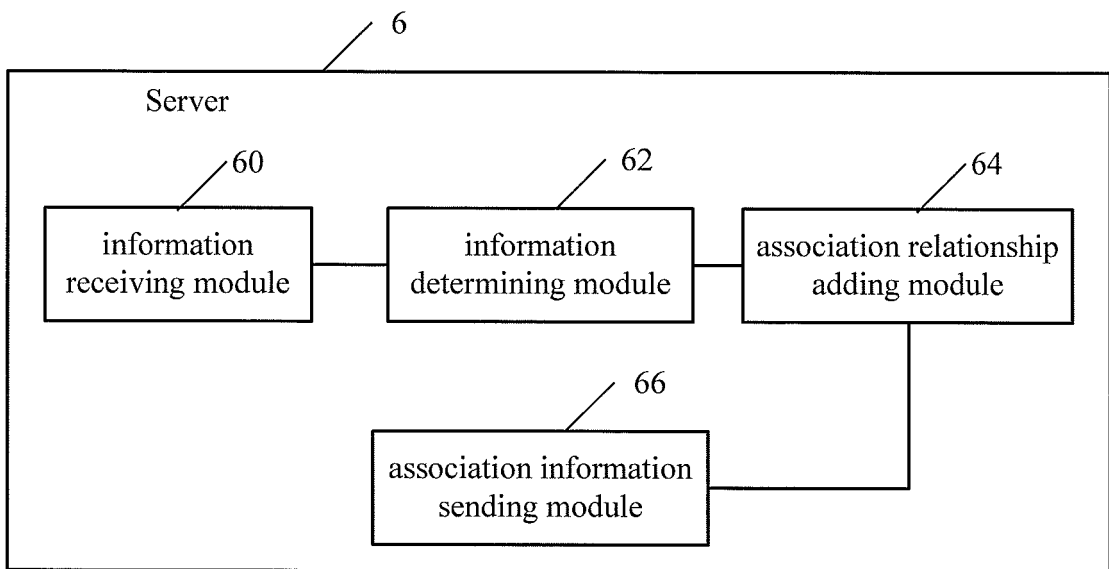 6
Server
60
62
64
information
receiving module
information
determining module
association relationship
adding module
66
association information
sending module